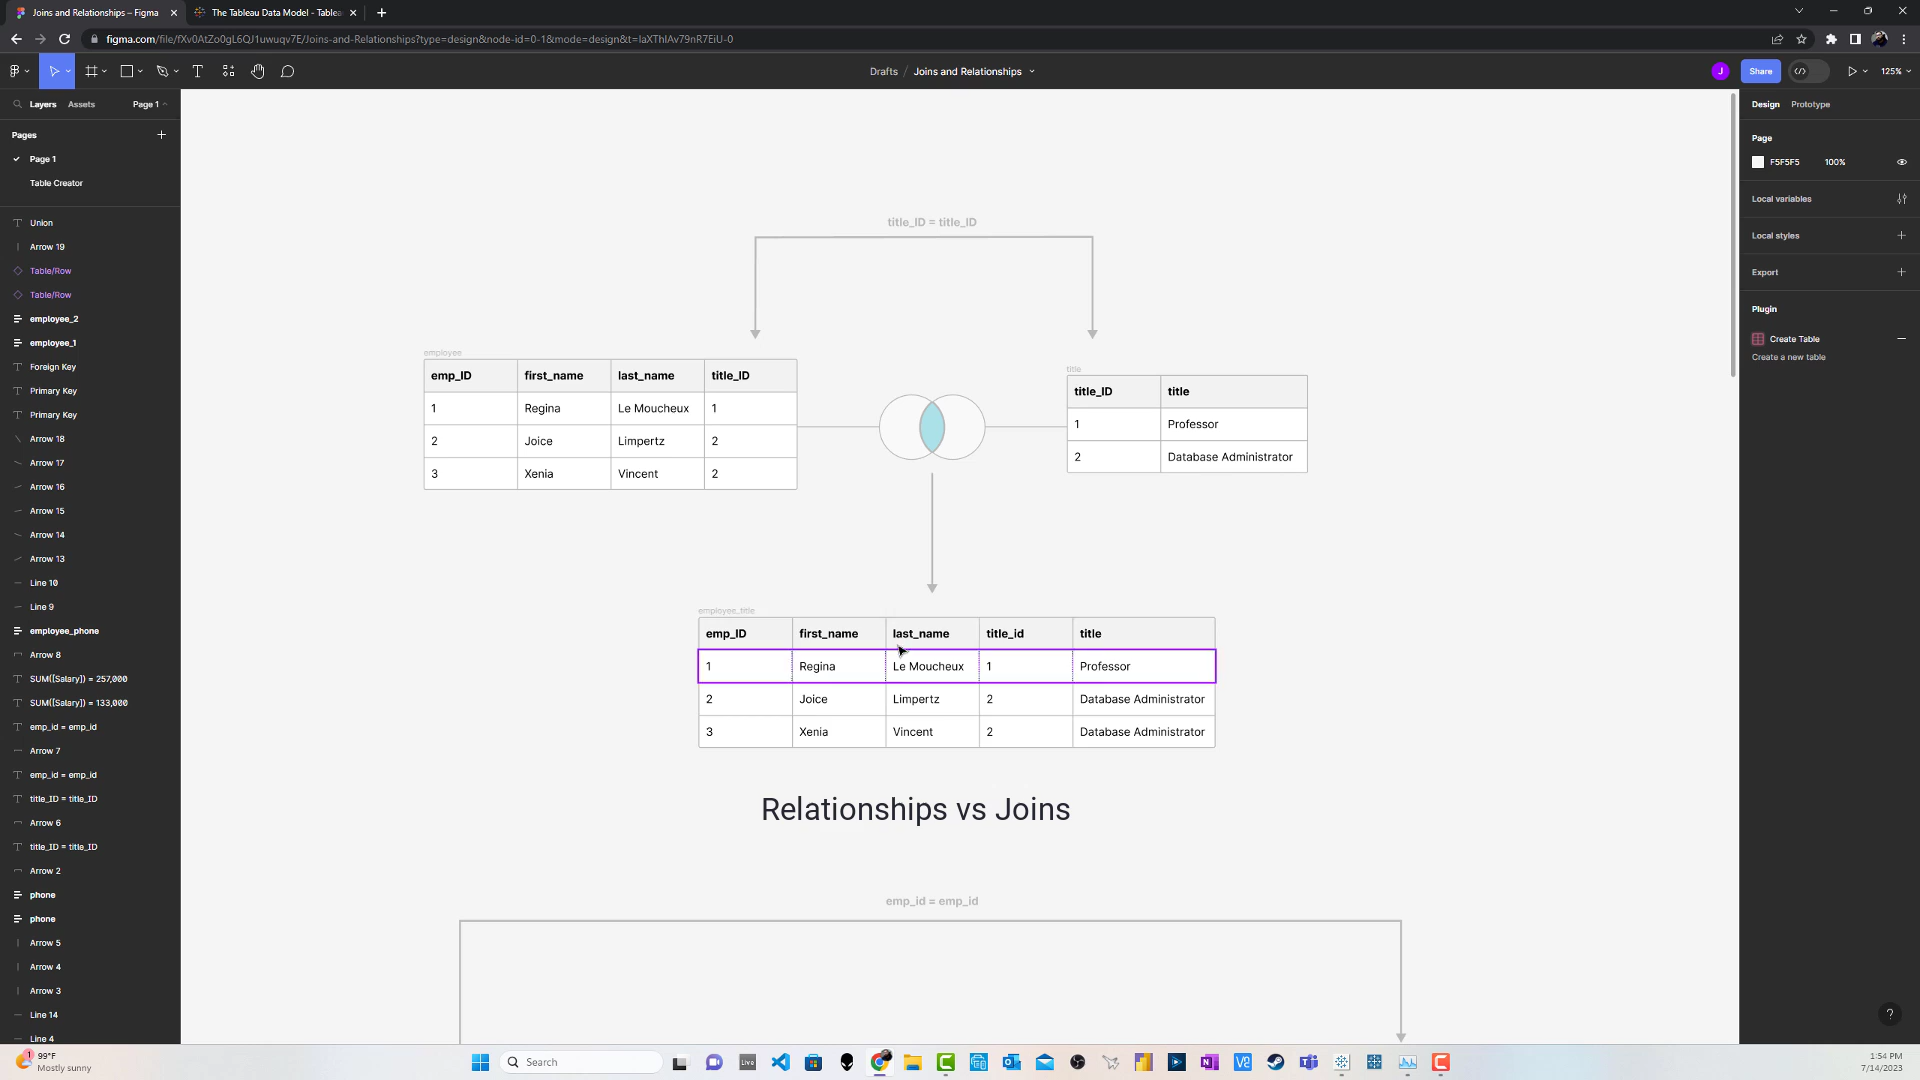 Joins and Relationships – Figma
The Tableau Data Model - Tablea
figma.com/file/fXv0AtZo0gL6QJ1uwuqv7E/Joins-and-Relationships?type=design&node-id=0-1&mode=design&t=laXThlAv79nR7EiU-0
Drafts / Joins and Relationships
J
Share
125%
Layers
Assets
Page 1
Pages
Page 1
Table Creator
Union
Arrow 19
Table/Row
Table/Row
employee_2
employee_1
Foreign Key
Primary Key
Primary Key
Arrow 18
Arrow 17
Arrow 16
Arrow 15
Arrow 14
Arrow 13
Line 10
Line 9
employee_phone
Arrow 8
SUM([Salary]) = 257,000
SUM([Salary]) = 133,000
emp_id = emp_id
Arrow 7
emp_id = emp_id
title_ID = title_ID
Arrow 6
title_ID = title_ID
Arrow 2
phone
phone
Arrow 5
Arrow 4
Arrow 3
Line 14
Line 4
title_ID = title_ID
employee
emp_ID first_name last_name title_ID
1 Regina Le Moucheux 1
2 Joice Limpertz 2
3 Xenia Vincent 2
title
title_ID title
1 Professor
2 Database Administrator
employee_title
emp_ID first_name last_name title_id title
1 Regina Le Moucheux 1 Professor
2 Joice Limpertz 2 Database Administrator
3 Xenia Vincent 2 Database Administrator
Relationships vs Joins
emp_id = emp_id
Design
Prototype
Page
F5F5F5 100%
Local variables
Local styles
Export
Plugin
Create Table
Create a new table
?
1
99°F
Mostly sunny
Search
Live
1:54 PM
7/14/2023